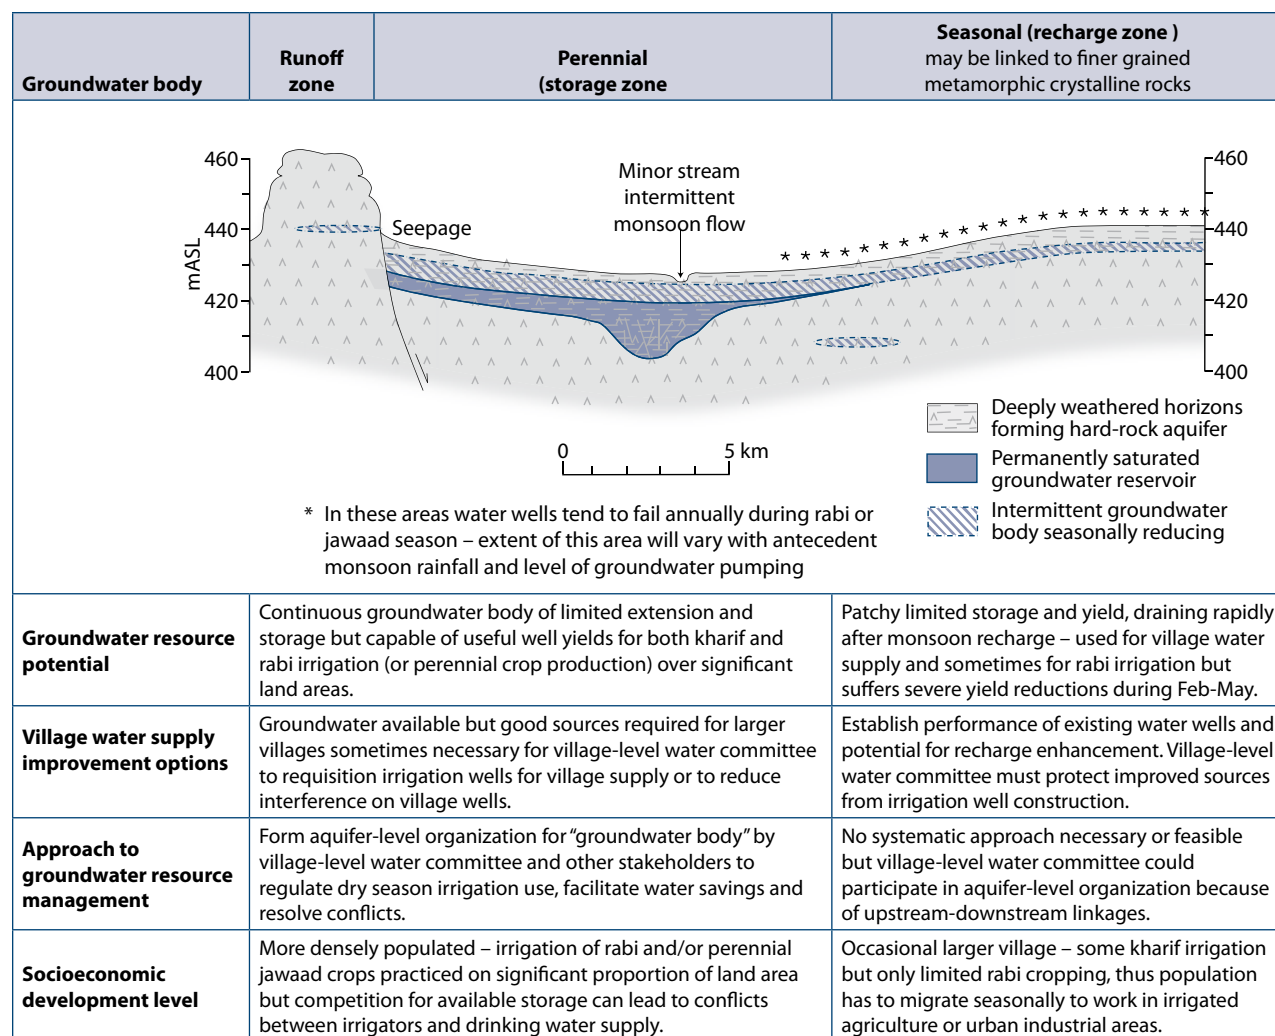 Groundwater body
Runoff
zone
Perennial
(storage zone
Seasonal (recharge zone )
may be linked to finer grained
metamorphic crystalline rocks
460
440
420
400
mASL
Seepage
Minor stream
intermittent
monsoon flow
* * * * * * * * * * * * * * * * * * * * * * *
460
440
420
400
0 5 km
Deeply weathered horizons
forming hard-rock aquifer
Permanently saturated
groundwater reservoir
Intermittent groundwater
body seasonally reducing
* In these areas water wells tend to fail annually during rabi or
jawaad season – extent of this area will vary with antecedent
monsoon rainfall and level of groundwater pumping
Groundwater resource
potential
Continuous groundwater body of limited extension and
storage but capable of useful well yields for both kharif and
rabi irrigation (or perennial crop production) over significant
land areas.
Patchy limited storage and yield, draining rapidly
after monsoon recharge – used for village water
supply and sometimes for rabi irrigation but
suffers severe yield reductions during Feb-May.
Village water supply
improvement options
Groundwater available but good sources required for larger
villages sometimes necessary for village-level water committee
to requisition irrigation wells for village supply or to reduce
interference on village wells.
Establish performance of existing water wells and
potential for recharge enhancement. Village-level
water committee must protect improved sources
from irrigation well construction.
Approach to
groundwater resource
management
Form aquifer-level organization for “groundwater body” by
village-level water committee and other stakeholders to
regulate dry season irrigation use, facilitate water savings and
resolve conflicts.
No systematic approach necessary or feasible
but village-level water committee could
participate in aquifer-level organization because
of upstream-downstream linkages.
Socioeconomic
development level
More densely populated – irrigation of rabi and/or perennial
jawaad crops practiced on significant proportion of land area
but competition for available storage can lead to conflicts
between irrigators and drinking water supply.
Occasional larger village – some kharif irrigation
but only limited rabi cropping, thus population
has to migrate seasonally to work in irrigated
agriculture or urban industrial areas.